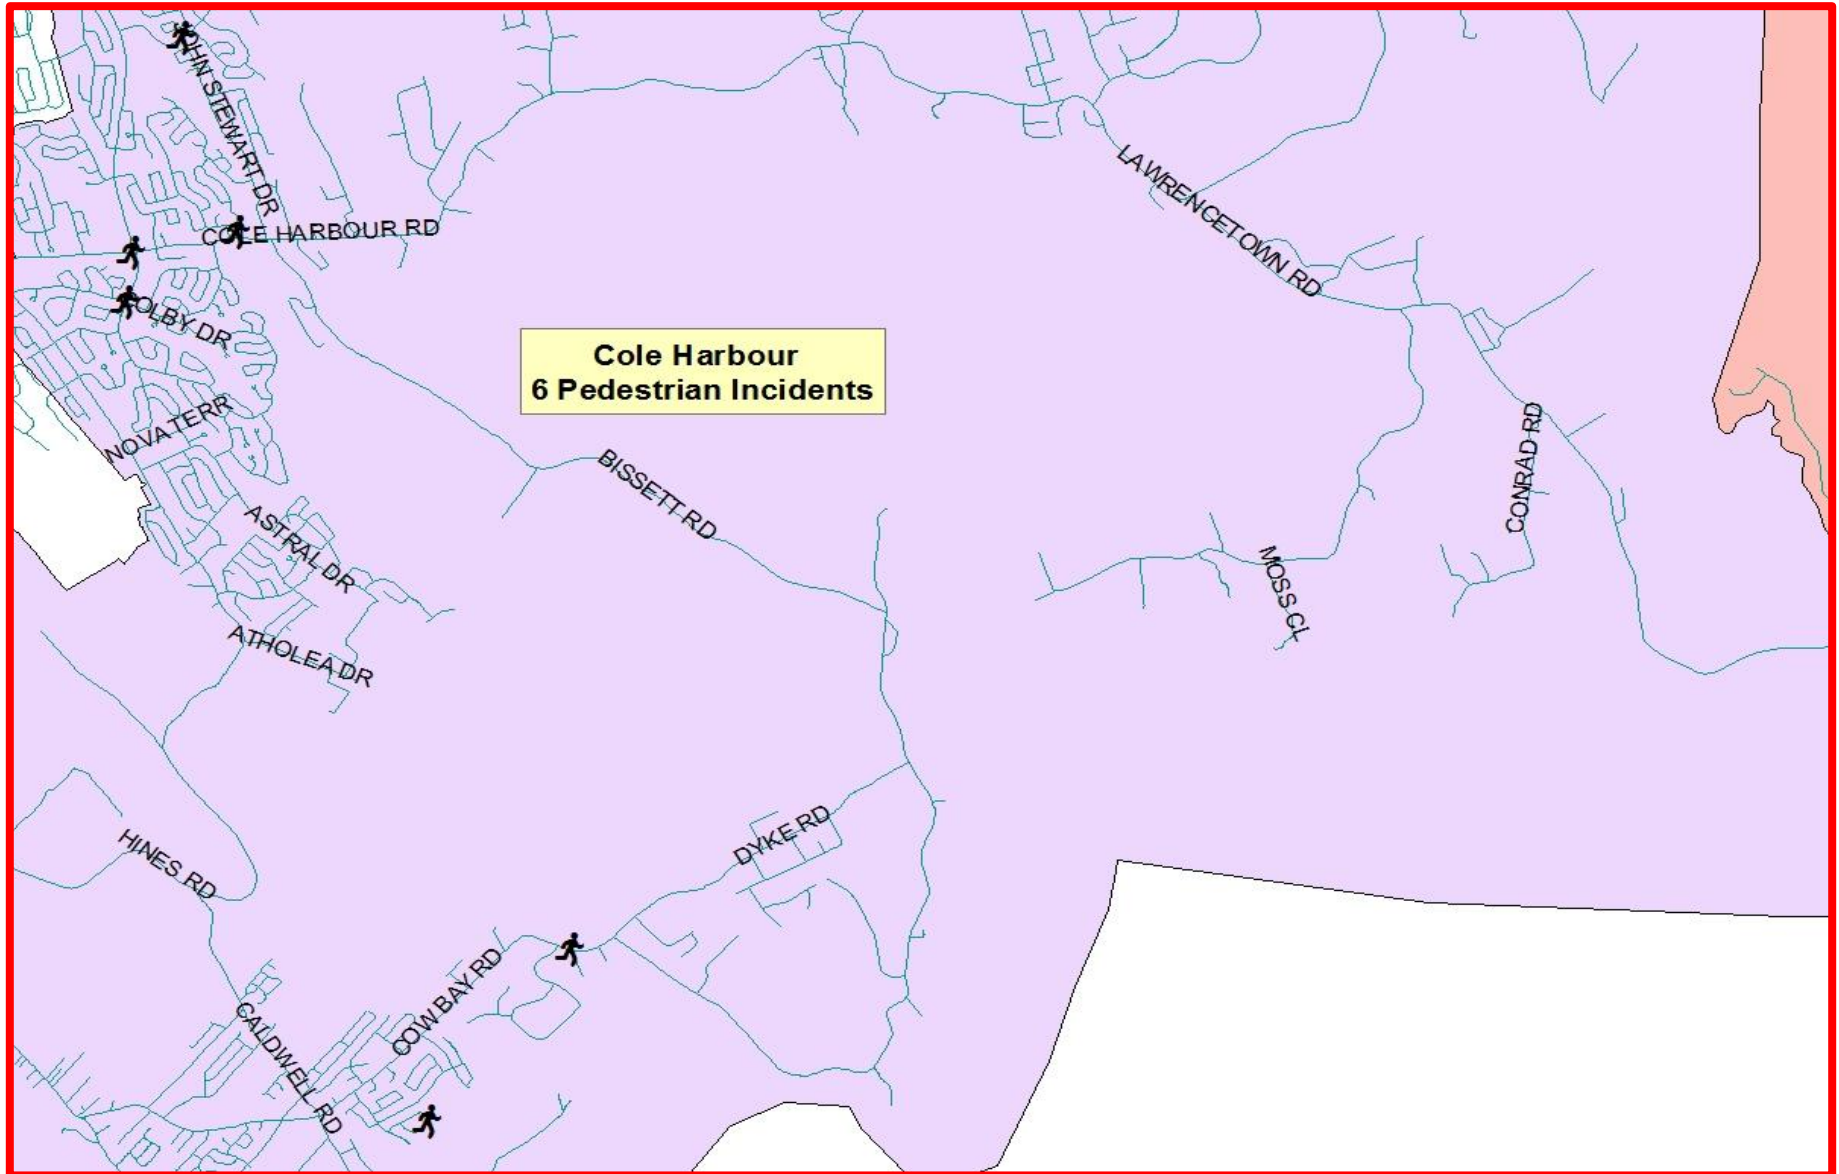 OHN STEWART DR
COLE HARBOUR RD
LAWRENCETOWN RD
OLBY DR
Cole Harbour
6 Pedestrian Incidents
NOVA TERR
BISSETT RD
CONRAD RD
ASTRAL DR
MOSS CL
ATHOLEA DR
DYKE RD
HINES RD
COW BAY RD
CALDWELL RD